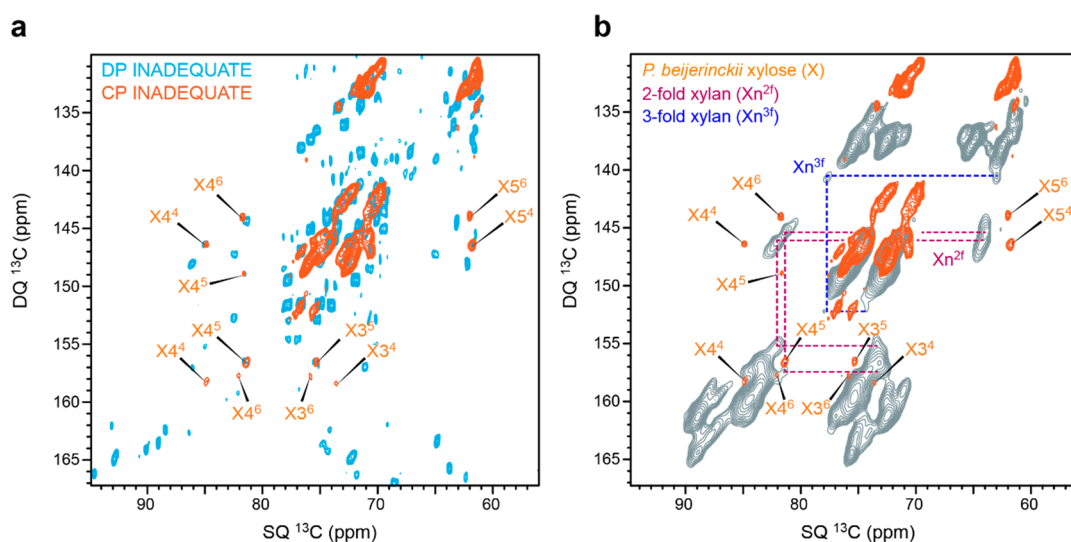 a
DP INADEQUATE
CP INADEQUATE
X4⁶
X4⁴
X5⁶
X5⁴
X4⁵
X4⁵
X4⁴
X3⁵
X3⁴
X4⁶
X3⁶
135
140
145
150
155
160
165
DQ ¹³C (ppm)
90
80
70
60
SQ ¹³C (ppm)
b
P. beijerinckii xylose (X)
2-fold xylan (Xn²ᶠ)
3-fold xylan (Xn³ᶠ)
Xn³ᶠ
X4⁶
X4⁴
X5⁶
X5⁴
Xn²ᶠ
X4⁵
X4⁵
X3⁵
X4⁴
X3⁴
X4⁶
X3⁶
135
140
145
150
155
160
165
DQ ¹³C (ppm)
90
80
70
60
SQ ¹³C (ppm)